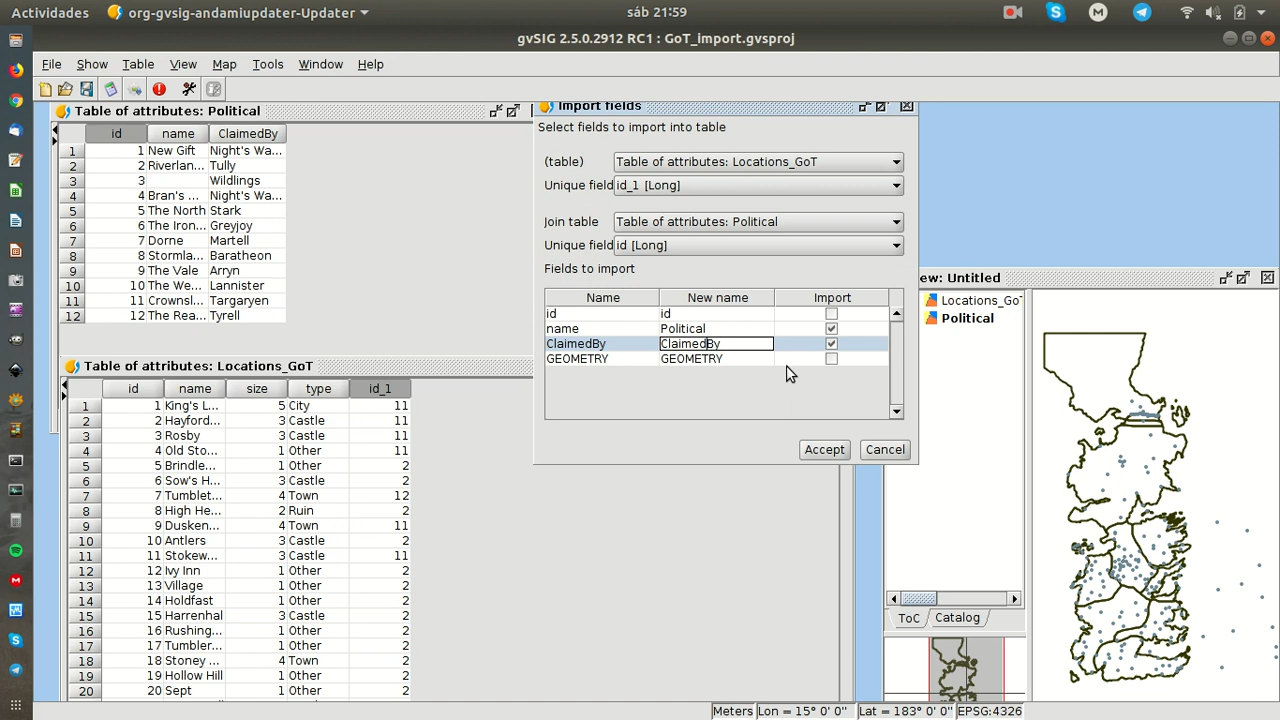 Actividades org-gvsig-andamiupdater-Updater sáb 21:59
gvSIG 2.5.0.2912 RC1 : GoT_import.gvsproj
File Show Table View Map Tools Window Help
Table of attributes: Political
id name ClaimedBy
1 1 New Gift Night's Wa...
2 2 Riverlan... Tully
3 3 Wildlings
4 4 Bran's ... Night's Wa...
5 5 The North Stark
6 6 The Iron... Greyjoy
7 7 Dorne Martell
8 8 Stormla... Baratheon
9 9 The Vale Arryn
10 10 The We... Lannister
11 11 Crownsl... Targaryen
12 12 The Rea... Tyrell
Import fields
Select fields to import into table
(table) Table of attributes: Locations_GoT
Unique field id_1 [Long]
Join table Table of attributes: Political
Unique field id [Long]
Fields to import
Name New name Import
id id
name Political
ClaimedBy ClaimedBy
GEOMETRY GEOMETRY
Accept Cancel
Table of attributes: Locations_GoT
id name size type id_1
1 1 King's L... 5 City 11
2 2 Hayford... 3 Castle 11
3 3 Rosby 3 Castle 11
4 4 Old Sto... 1 Other 11
5 5 Brindle... 1 Other 2
6 6 Sow's H... 3 Castle 2
7 7 Tumblet... 4 Town 12
8 8 High He... 2 Ruin 2
9 9 Dusken... 4 Town 11
10 10 Antlers 3 Castle 2
11 11 Stokew... 3 Castle 11
12 12 Ivy Inn 1 Other 2
13 13 Village 1 Other 2
14 14 Holdfast 1 Other 2
15 15 Harrenhal 3 Castle 2
16 16 Rushing... 1 Other 2
17 17 Tumbler... 1 Other 2
18 18 Stoney ... 4 Town 2
19 19 Hollow Hill 1 Other 2
20 20 Sept 1 Other 2
ew: Untitled
Locations_GoT
Political
ToC Catalog
Meters Lon = 15° 0' 0" Lat = 183° 0' 0" EPSG:4326